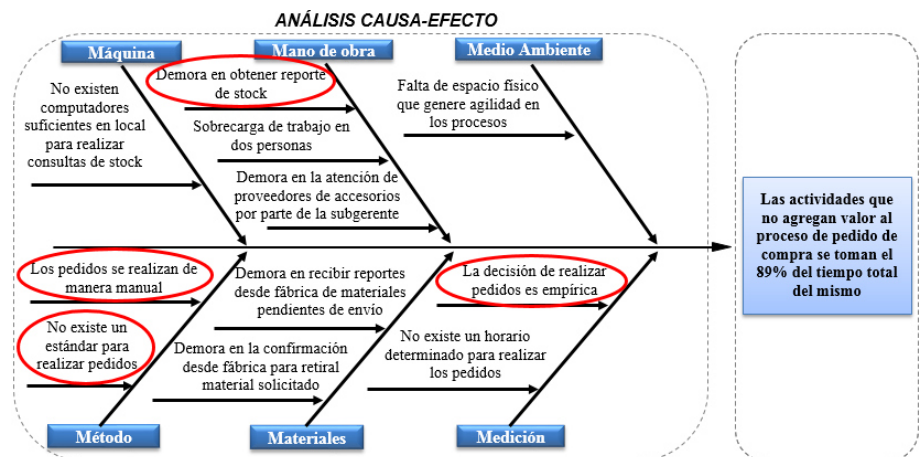 ANÁLISIS CAUSA-EFECTO
Máquina
Mano de obra
Medio Ambiente
No existen
computadores
suficientes en local
para realizar
consultas de stock
Demora en obtener reporte
de stock
Sobrecarga de trabajo en
dos personas
Demora en la atención de
proveedores de accesorios
por parte de la subgerente
Falta de espacio físico
que genere agilidad en
los procesos
Las actividades que
no agregan valor al
proceso de pedido de
compra se toman el
89% del tiempo total
del mismo
Los pedidos se realizan de
manera manual
No existe un
estándar para
realizar pedidos
Demora en recibir reportes
desde fábrica de materiales
pendientes de envío
Demora en la confirmación
desde fábrica para retiral
material solicitado
La decisión de realizar
pedidos es empírica
No existe un horario
determinado para realizar
los pedidos
Método
Materiales
Medición